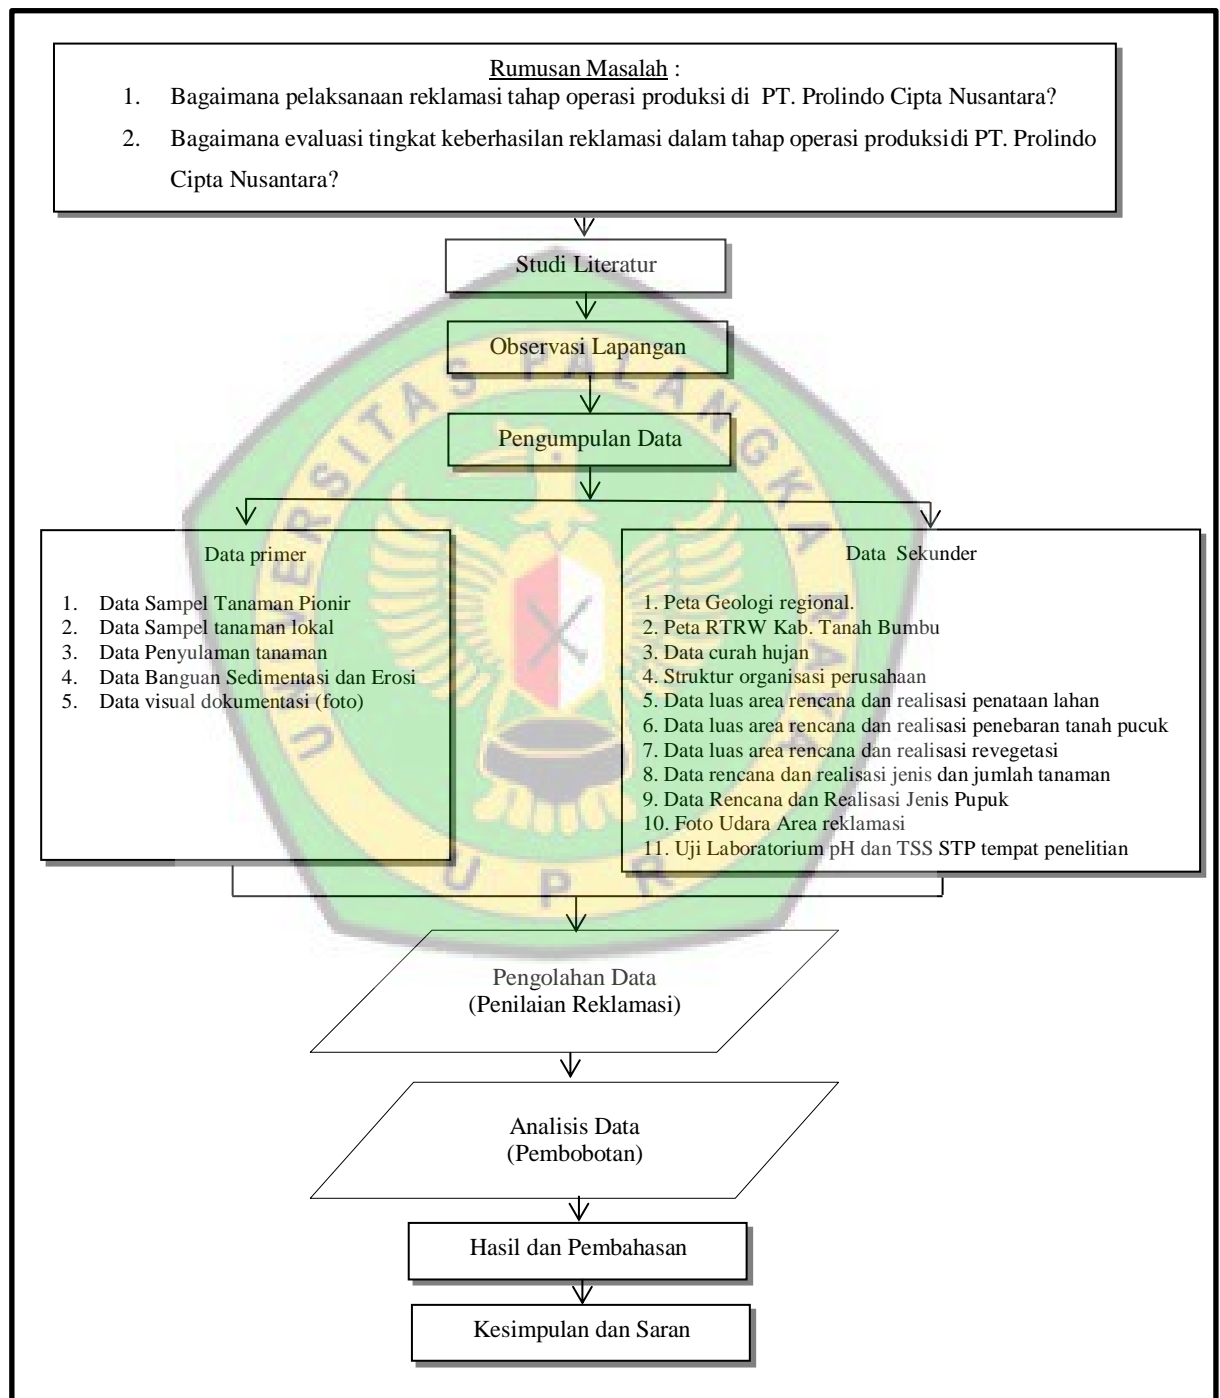 Rumusan Masalah :
1. Bagaimana pelaksanaan reklamasi tahap operasi produksi di PT. Prolindo Cipta Nusantara?
2. Bagaimana evaluasi tingkat keberhasilan reklamasi dalam tahap operasi produksidi PT. Prolindo
Cipta Nusantara?
Studi Literatur
Observasi Lapangan
Pengumpulan Data
Data primer
1. Data Sampel Tanaman Pionir
2. Data Sampel tanaman lokal
3. Data Penyulaman tanaman
4. Data Banguan Sedimentasi dan Erosi
5. Data visual dokumentasi (foto)
Data Sekunder
1. Peta Geologi regional.
2. Peta RTRW Kab. Tanah Bumbu
3. Data curah hujan
4. Struktur organisasi perusahaan
5. Data luas area rencana dan realisasi penataan lahan
6. Data luas area rencana dan realisasi penebaran tanah pucuk
7. Data luas area rencana dan realisasi revegetasi
8. Data rencana dan realisasi jenis dan jumlah tanaman
9. Data Rencana dan Realisasi Jenis Pupuk
10. Foto Udara Area reklamasi
11. Uji Laboratorium pH dan TSS STP tempat penelitian
Pengolahan Data
(Penilaian Reklamasi)
Analisis Data
(Pembobotan)
Hasil dan Pembahasan
Kesimpulan dan Saran
UNIVERSITAS PALANGKA RAYA
UPR